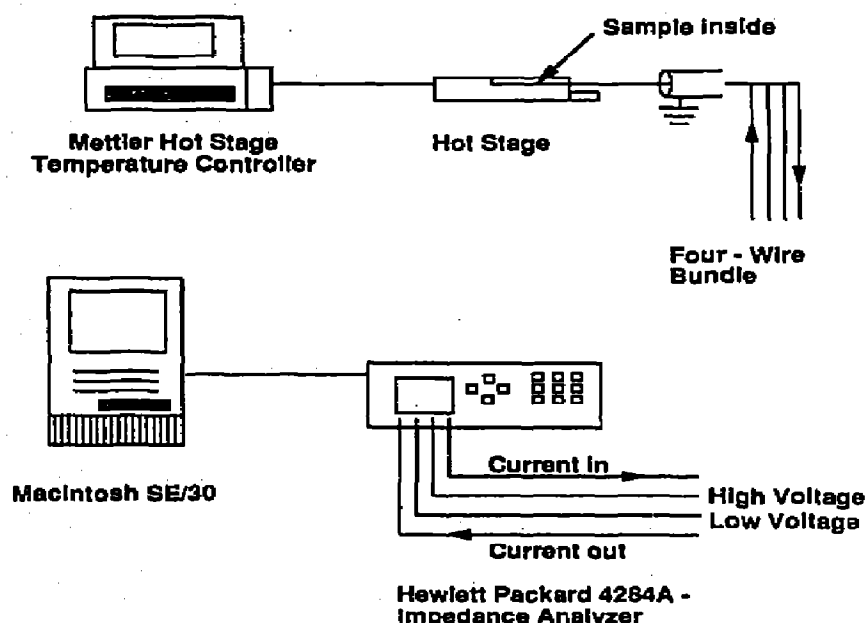 Sample inside
Mettler Hot Stage
Temperature Controller
Hot Stage
Four - Wire
Bundle
Macintosh SE/30
Current in
High Voltage
Low Voltage
Current out
Hewlett Packard 4284A -
Impedance Analyzer